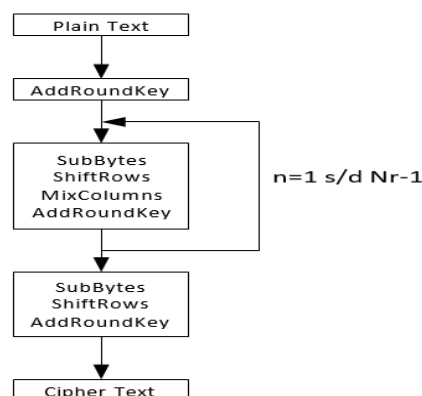 Plain Text
AddRoundKey
SubBytes
ShiftRows
MixColumns
AddRoundKey
n=1 s/d Nr-1
SubBytes
ShiftRows
AddRoundKey
Cipher Text